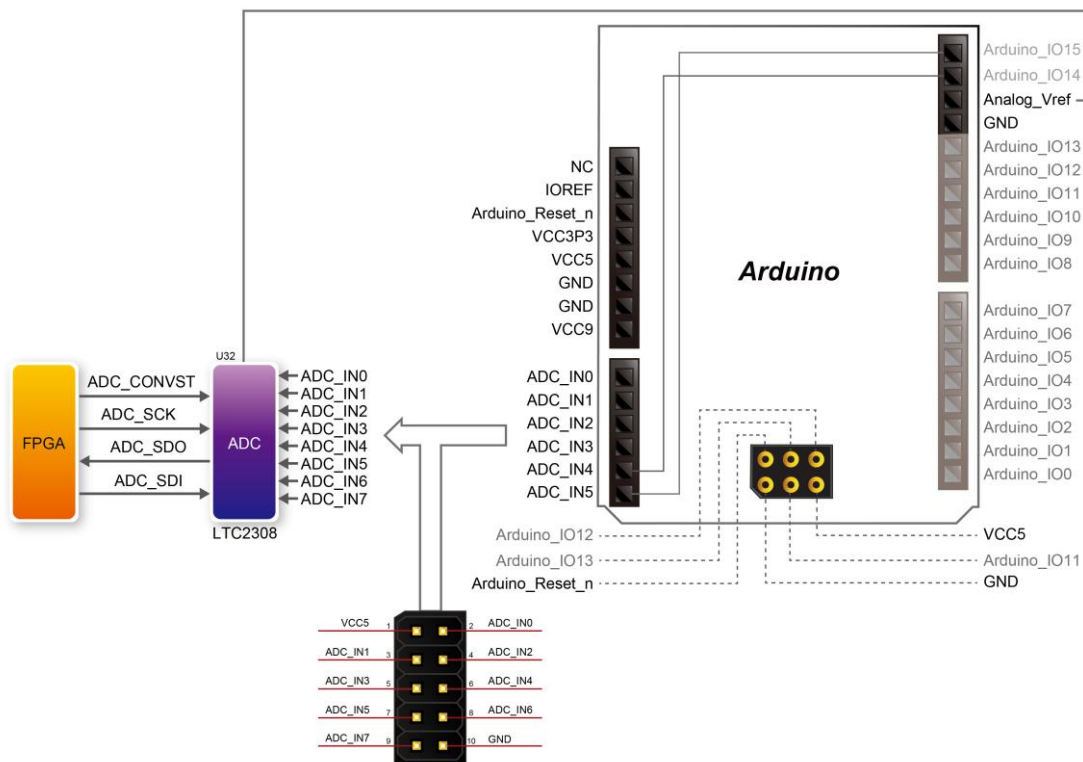 Arduino_IO15
Arduino_IO14
Analog_Vref
GND
Arduino_IO13
Arduino_IO12
Arduino_IO11
Arduino_IO10
Arduino_IO9
Arduino_IO8
NC
IOREF
Arduino_Reset_n
VCC3P3
VCC5
GND
GND
VCC9
Arduino
Arduino_IO7
Arduino_IO6
Arduino_IO5
Arduino_IO4
Arduino_IO3
Arduino_IO2
Arduino_IO1
Arduino_IO0
U32
FPGA
ADC_CONVST
ADC_SCK
ADC_SDO
ADC_SDI
ADC
LTC2308
ADC_IN0
ADC_IN1
ADC_IN2
ADC_IN3
ADC_IN4
ADC_IN5
ADC_IN6
ADC_IN7
ADC_IN0
ADC_IN1
ADC_IN2
ADC_IN3
ADC_IN4
ADC_IN5
Arduino_IO12
Arduino_IO13
Arduino_Reset_n
VCC5
Arduino_IO11
GND
VCC5 1 2 ADC_IN0
ADC_IN1 3 4 ADC_IN2
ADC_IN3 5 6 ADC_IN4
ADC_IN5 7 8 ADC_IN6
ADC_IN7 9 10 GND